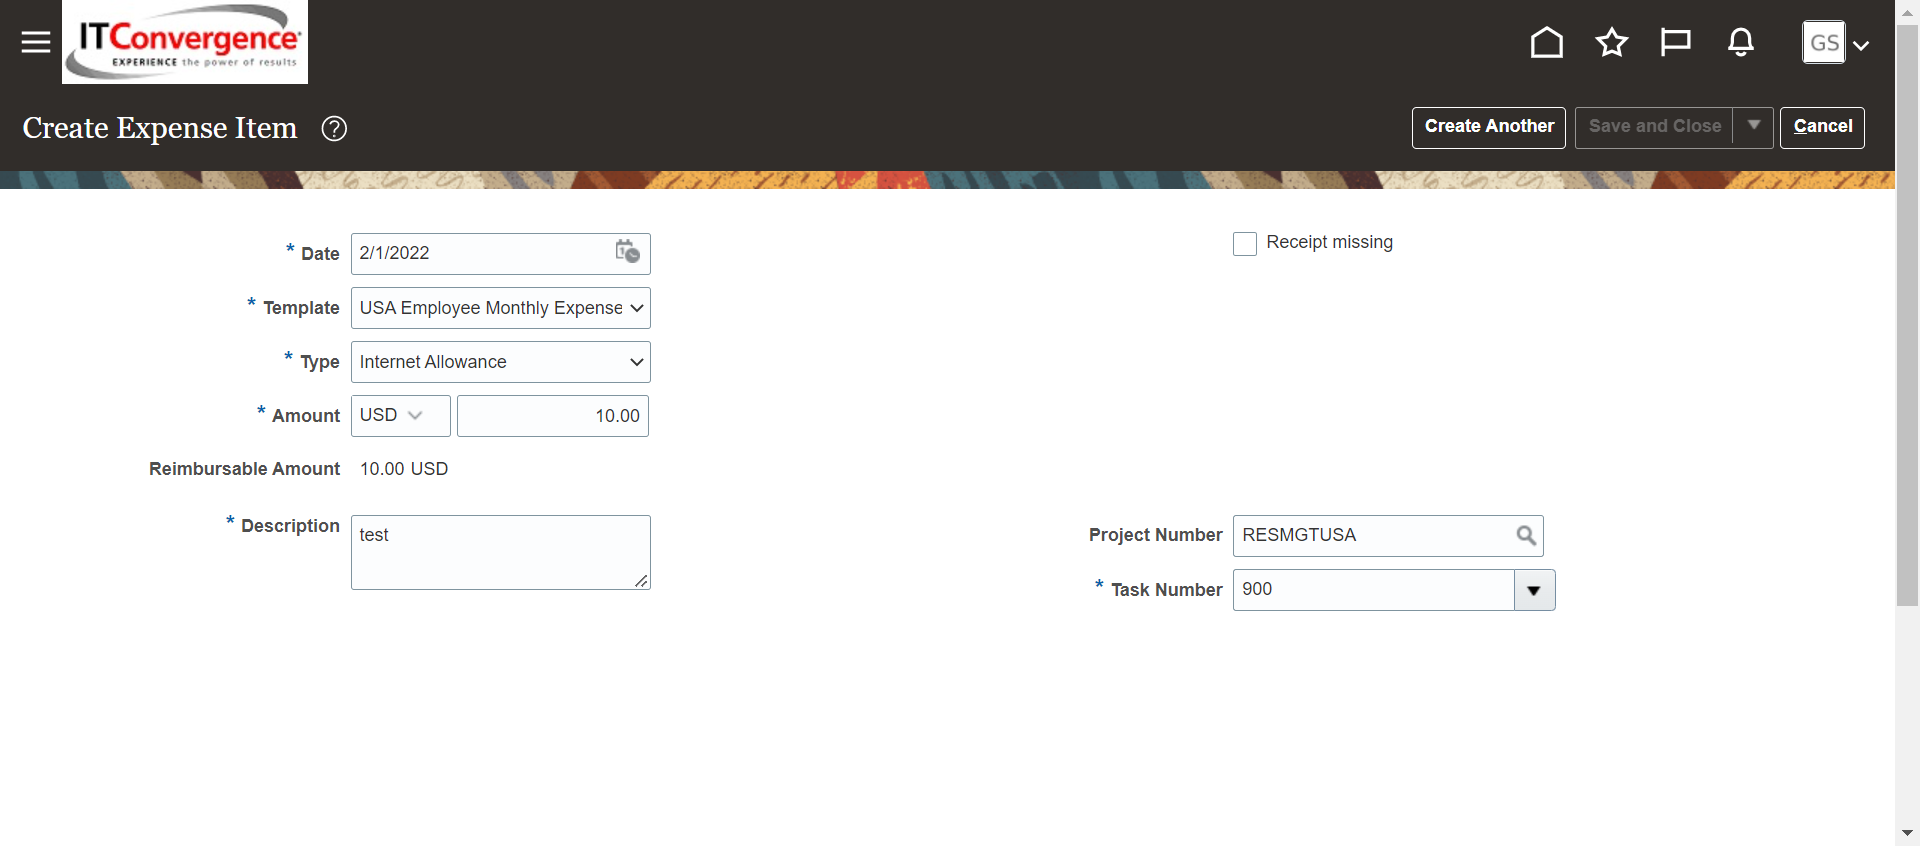 ITConvergence
EXPERIENCE the power of results
GS
Create Expense Item ?
Create Another
Save and Close
Cancel
* Date 2/1/2022
Receipt missing
* Template USA Employee Monthly Expense
* Type Internet Allowance
* Amount USD 10.00
Reimbursable Amount 10.00 USD
* Description test
Project Number RESMGTUSA
* Task Number 900